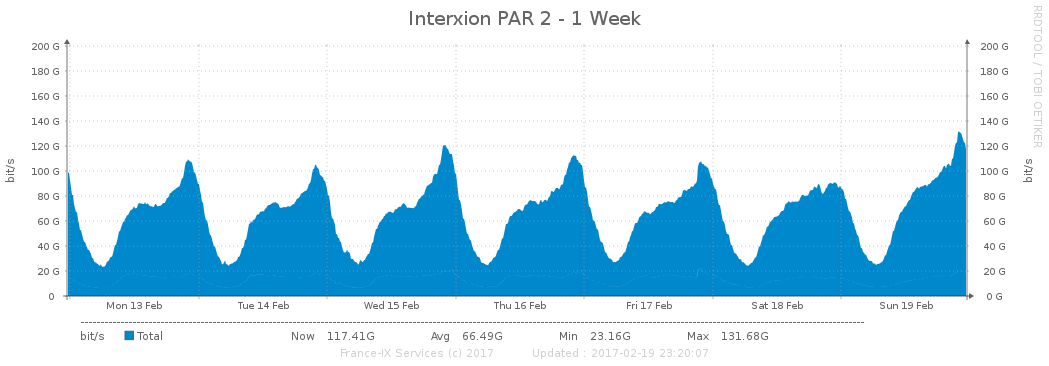 Interxion PAR 2 - 1 Week
RRDTOOL / TOBI OETIKER
200 G 200 G
180 G 180 G
160 G 160 G
140 G 140 G
120 G 120 G
100 G 100 G
80 G 80 G
60 G 60 G
40 G 40 G
20 G 20 G
0 0 G
bit/s
bit/s
Mon 13 Feb Tue 14 Feb Wed 15 Feb Thu 16 Feb Fri 17 Feb Sat 18 Feb Sun 19 Feb
bit/s Total Now 117.41G Avg 66.49G Min 23.16G Max 131.68G
France-IX Services (c) 2017 Updated : 2017-02-19 23:20:07